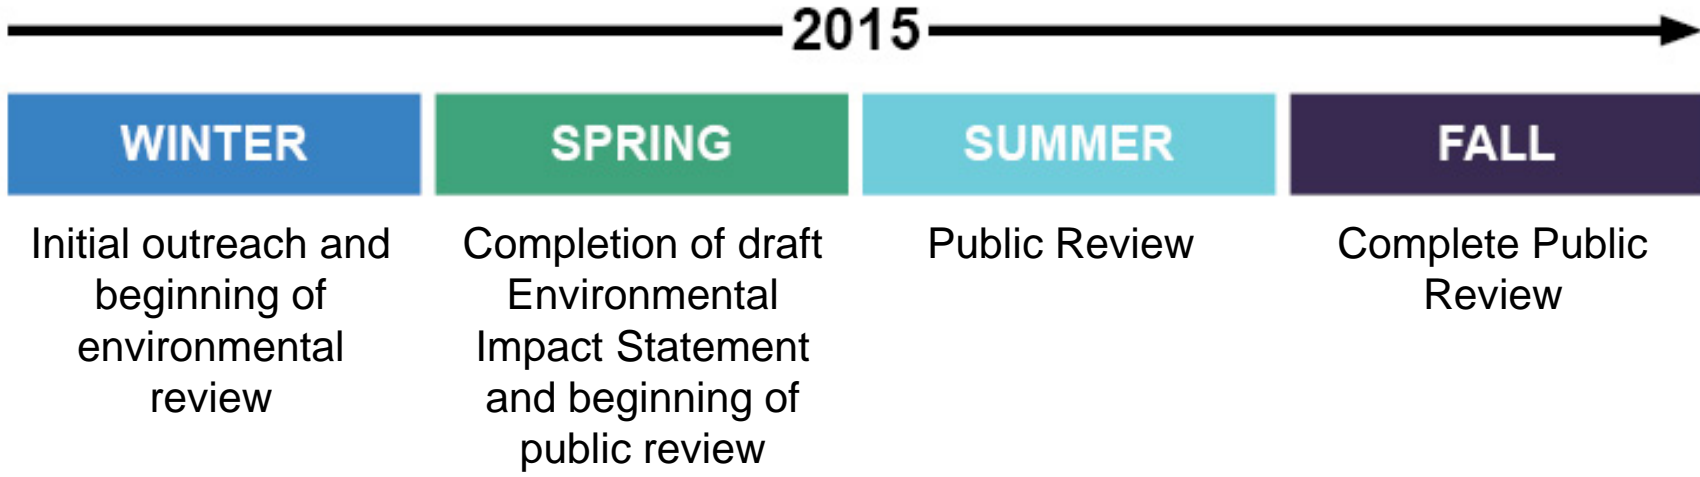 2015
WINTER
Initial outreach and
beginning of
environmental
review
SPRING
Completion of draft
Environmental
Impact Statement
and beginning of
public review
SUMMER
Public Review
FALL
Complete Public
Review